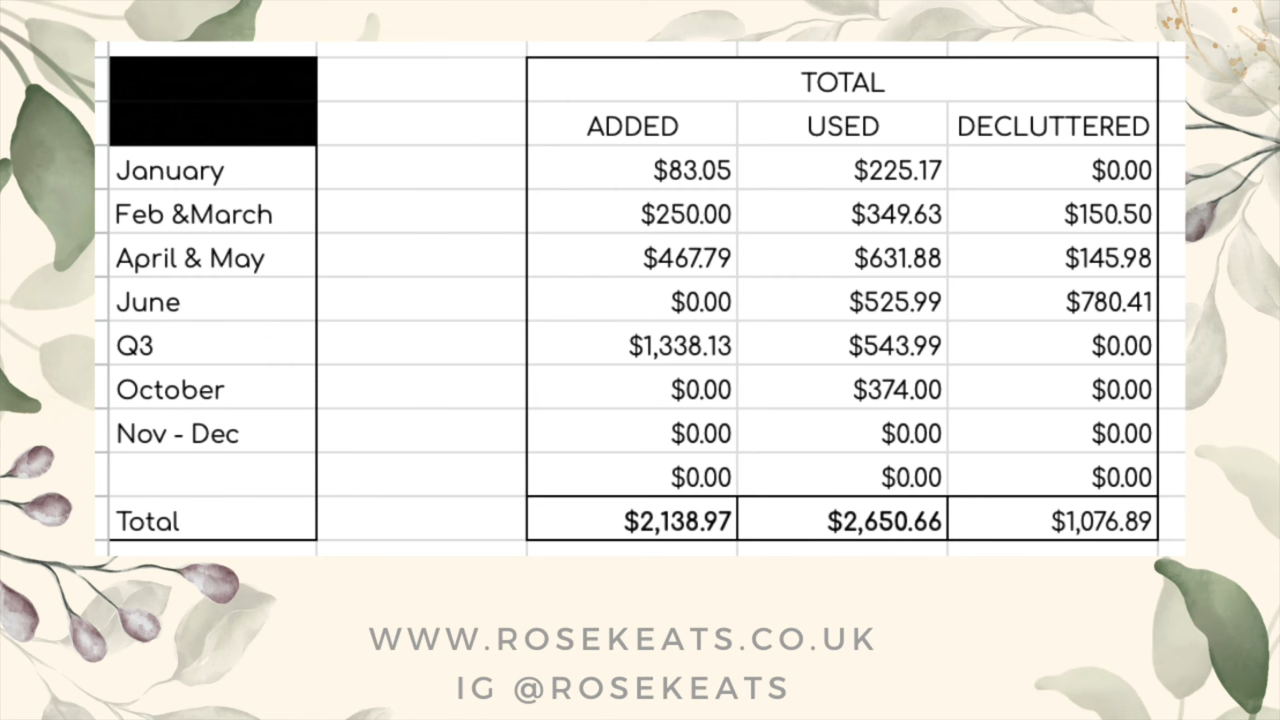 TOTAL
ADDED USED DECLUTTERED
January $83.05 $225.17 $0.00
Feb &March $250.00 $349.63 $150.50
April & May $467.79 $631.88 $145.98
June $0.00 $525.99 $780.41
Q3 $1,338.13 $543.99 $0.00
October $0.00 $374.00 $0.00
Nov - Dec $0.00 $0.00 $0.00
$0.00 $0.00 $0.00
Total $2,138.97 $2,650.66 $1,076.89
WWW.ROSEKEATS.CO.UK
IG @ROSEKEATS